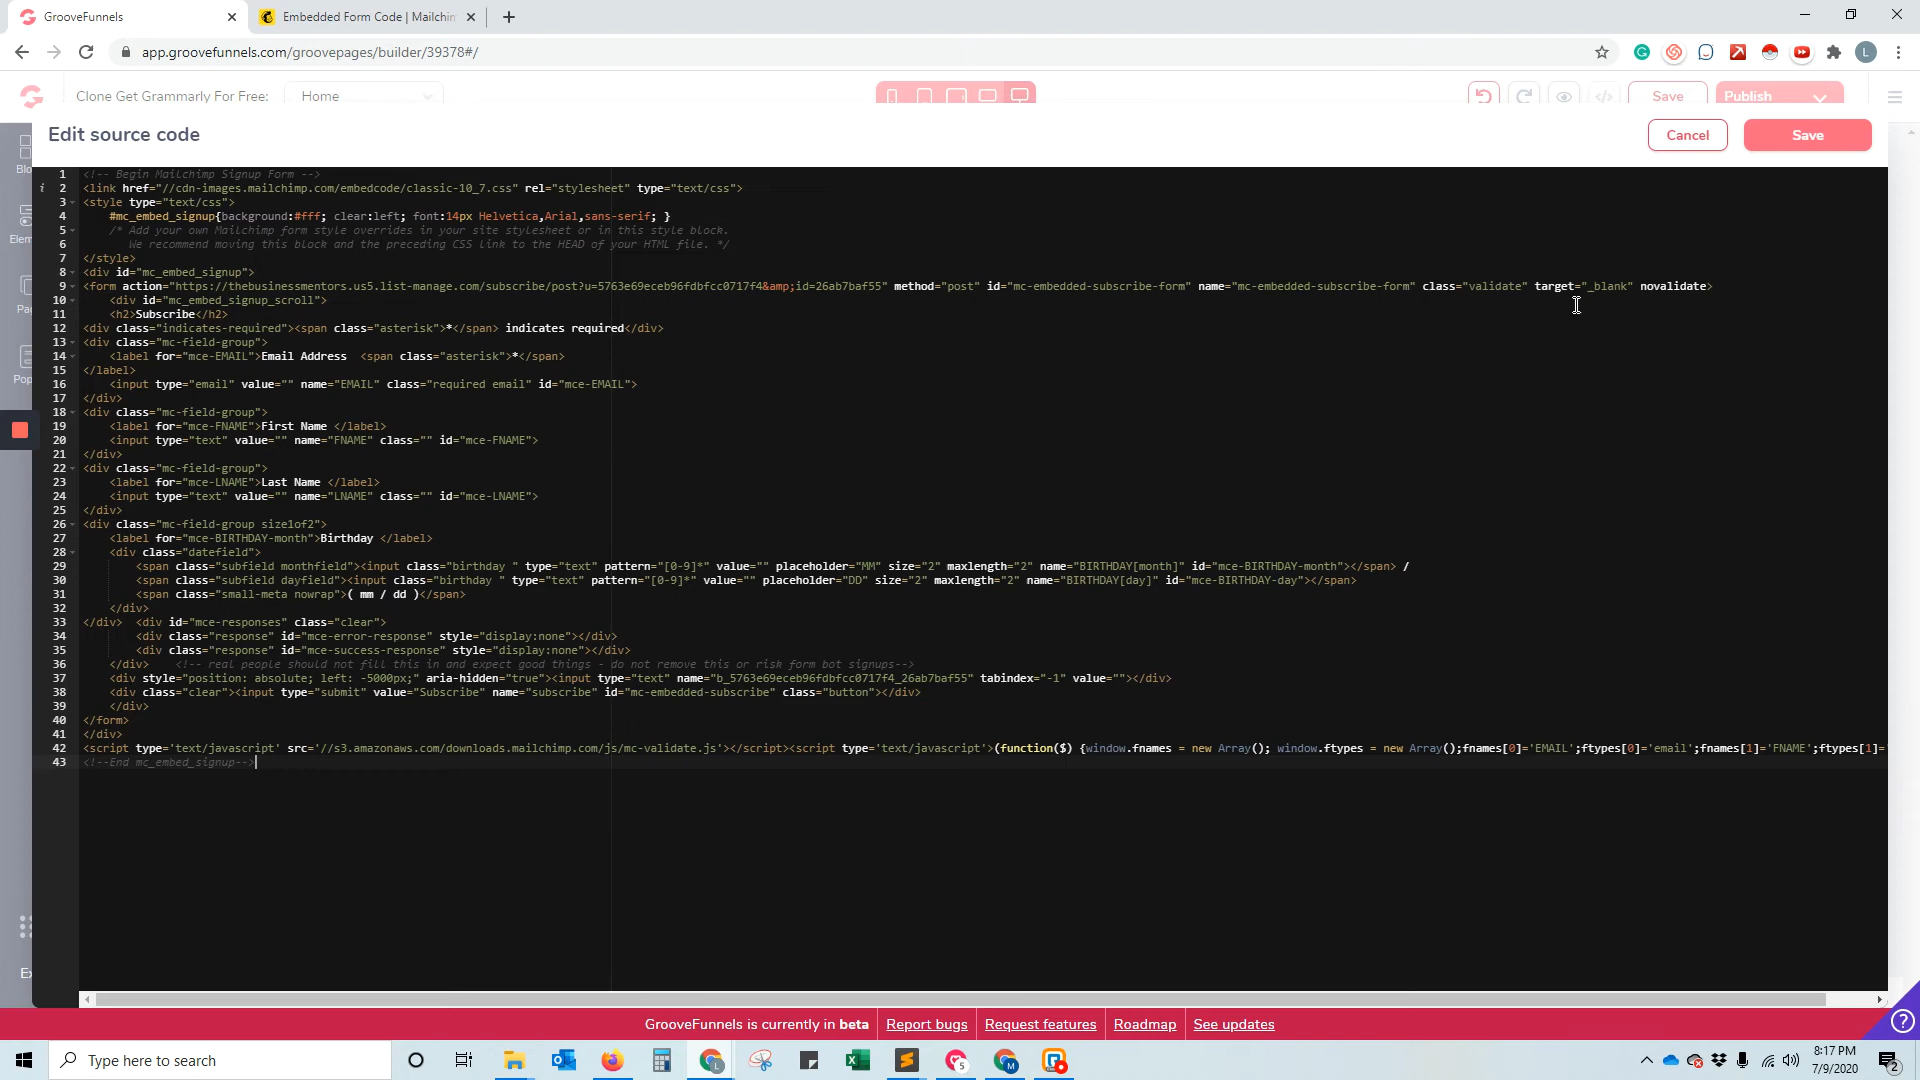 GrooveFunnels
Embedded Form Code | Mailchim
app.groovefunnels.com/groovepages/builder/39378#/
L
Clone Get Grammarly For Free:
Home
Save
Publish
Edit source code
Cancel
Save
1 <!-- Begin Mailchimp Signup Form -->
i 2 <link href="//cdn-images.mailchimp.com/embedcode/classic-10_7.css" rel="stylesheet" type="text/css">
3 <style type="text/css">
4 #mc_embed_signup{background:#fff; clear:left; font:14px Helvetica,Arial,sans-serif; }
5 /* Add your own Mailchimp form style overrides in your site stylesheet or in this style block.
6 We recommend moving this block and the preceding CSS link to the HEAD of your HTML file. */
7 </style>
8 <div id="mc_embed_signup">
9 <form action="https://thebusinessmentors.us5.list-manage.com/subscribe/post?u=5763e69eceb96fdbfcc0717f4&amp;id=26ab7baf55" method="post" id="mc-embedded-subscribe-form" name="mc-embedded-subscribe-form" class="validate" target="_blank" novalidate>
10 <div id="mc_embed_signup_scroll">
11 <h2>Subscribe</h2>
12 <div class="indicates-required"><span class="asterisk">*</span> indicates required</div>
13 <div class="mc-field-group">
14 <label for="mce-EMAIL">Email Address  <span class="asterisk">*</span>
15 </label>
16 <input type="email" value="" name="EMAIL" class="required email" id="mce-EMAIL">
17 </div>
18 <div class="mc-field-group">
19 <label for="mce-FNAME">First Name </label>
20 <input type="text" value="" name="FNAME" class="" id="mce-FNAME">
21 </div>
22 <div class="mc-field-group">
23 <label for="mce-LNAME">Last Name </label>
24 <input type="text" value="" name="LNAME" class="" id="mce-LNAME">
25 </div>
26 <div class="mc-field-group size1of2">
27 <label for="mce-BIRTHDAY-month">Birthday </label>
28 <div class="datefield">
29 <span class="subfield monthfield"><input class="birthday " type="text" pattern="[0-9]*" value="" placeholder="MM" size="2" maxlength="2" name="BIRTHDAY[month]" id="mce-BIRTHDAY-month"></span> /
30 <span class="subfield dayfield"><input class="birthday " type="text" pattern="[0-9]*" value="" placeholder="DD" size="2" maxlength="2" name="BIRTHDAY[day]" id="mce-BIRTHDAY-day"></span>
31 <span class="small-meta nowrap">( mm / dd )</span>
32 </div>
33 </div>  <div id="mce-responses" class="clear">
34 <div class="response" id="mce-error-response" style="display:none"></div>
35 <div class="response" id="mce-success-response" style="display:none"></div>
36 </div>    <!-- real people should not fill this in and expect good things - do not remove this or risk form bot signups-->
37 <div style="position: absolute; left: -5000px;" aria-hidden="true"><input type="text" name="b_5763e69eceb96fdbfcc0717f4_26ab7baf55" tabindex="-1" value=""></div>
38 <div class="clear"><input type="submit" value="Subscribe" name="subscribe" id="mc-embedded-subscribe" class="button"></div>
39 </div>
40 </form>
41 </div>
42 <script type='text/javascript' src='//s3.amazonaws.com/downloads.mailchimp.com/js/mc-validate.js'></script><script type='text/javascript'>(function($) {window.fnames = new Array(); window.ftypes = new Array();fnames[0]='EMAIL';ftypes[0]='email';fnames[1]='FNAME';ftypes[1]='
43 <!--End mc_embed_signup-->
Blo
Elem
Pag
Pop
Ex
GrooveFunnels is currently in beta Report bugs Request features Roadmap See updates
?
Type here to search
8:17 PM
7/9/2020